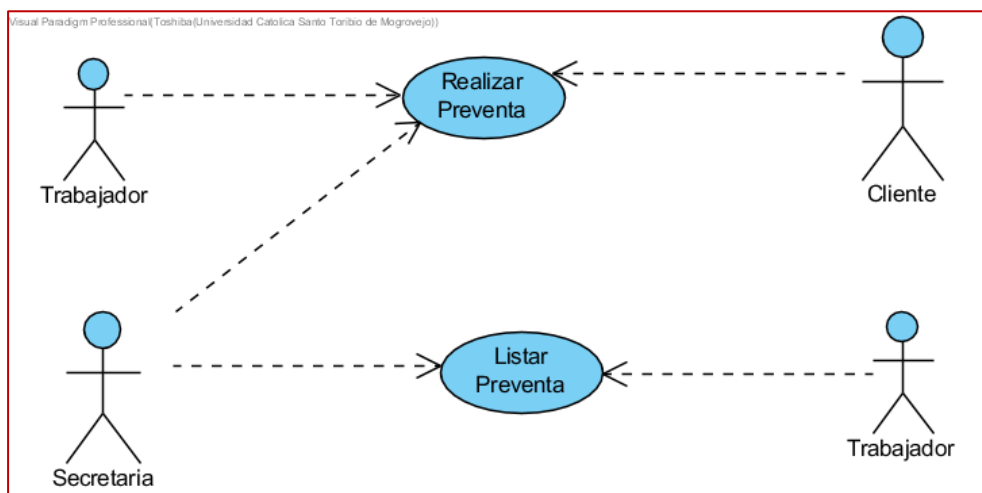 Visual Paradigm Professional(Toshiba(Universidad Catolica Santo Toribio de Mogrovejo))
Realizar
Preventa
Trabajador
Cliente
Listar
Preventa
Trabajador
Secretaria